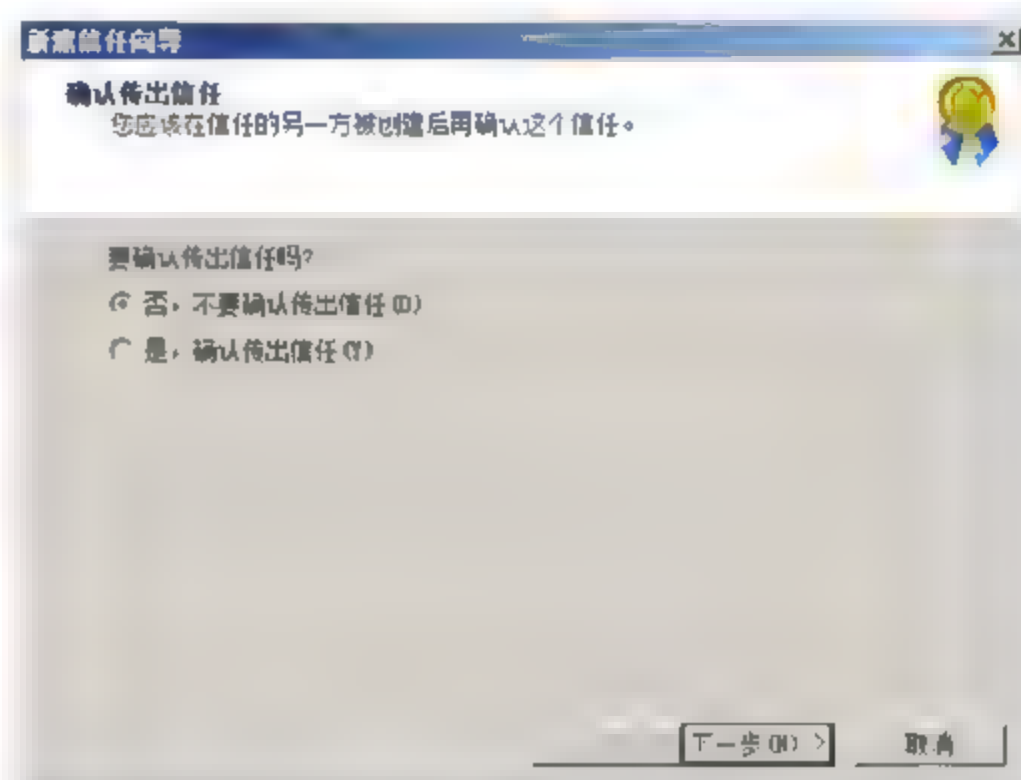 新建信任向导
确认传出信任
您应该在信任的另一方被创建后再确认这个信任。
要确认传出信任吗?
否,不要确认传出信任(O)
是,确认传出信任(Y)
下一步(N) >
取消